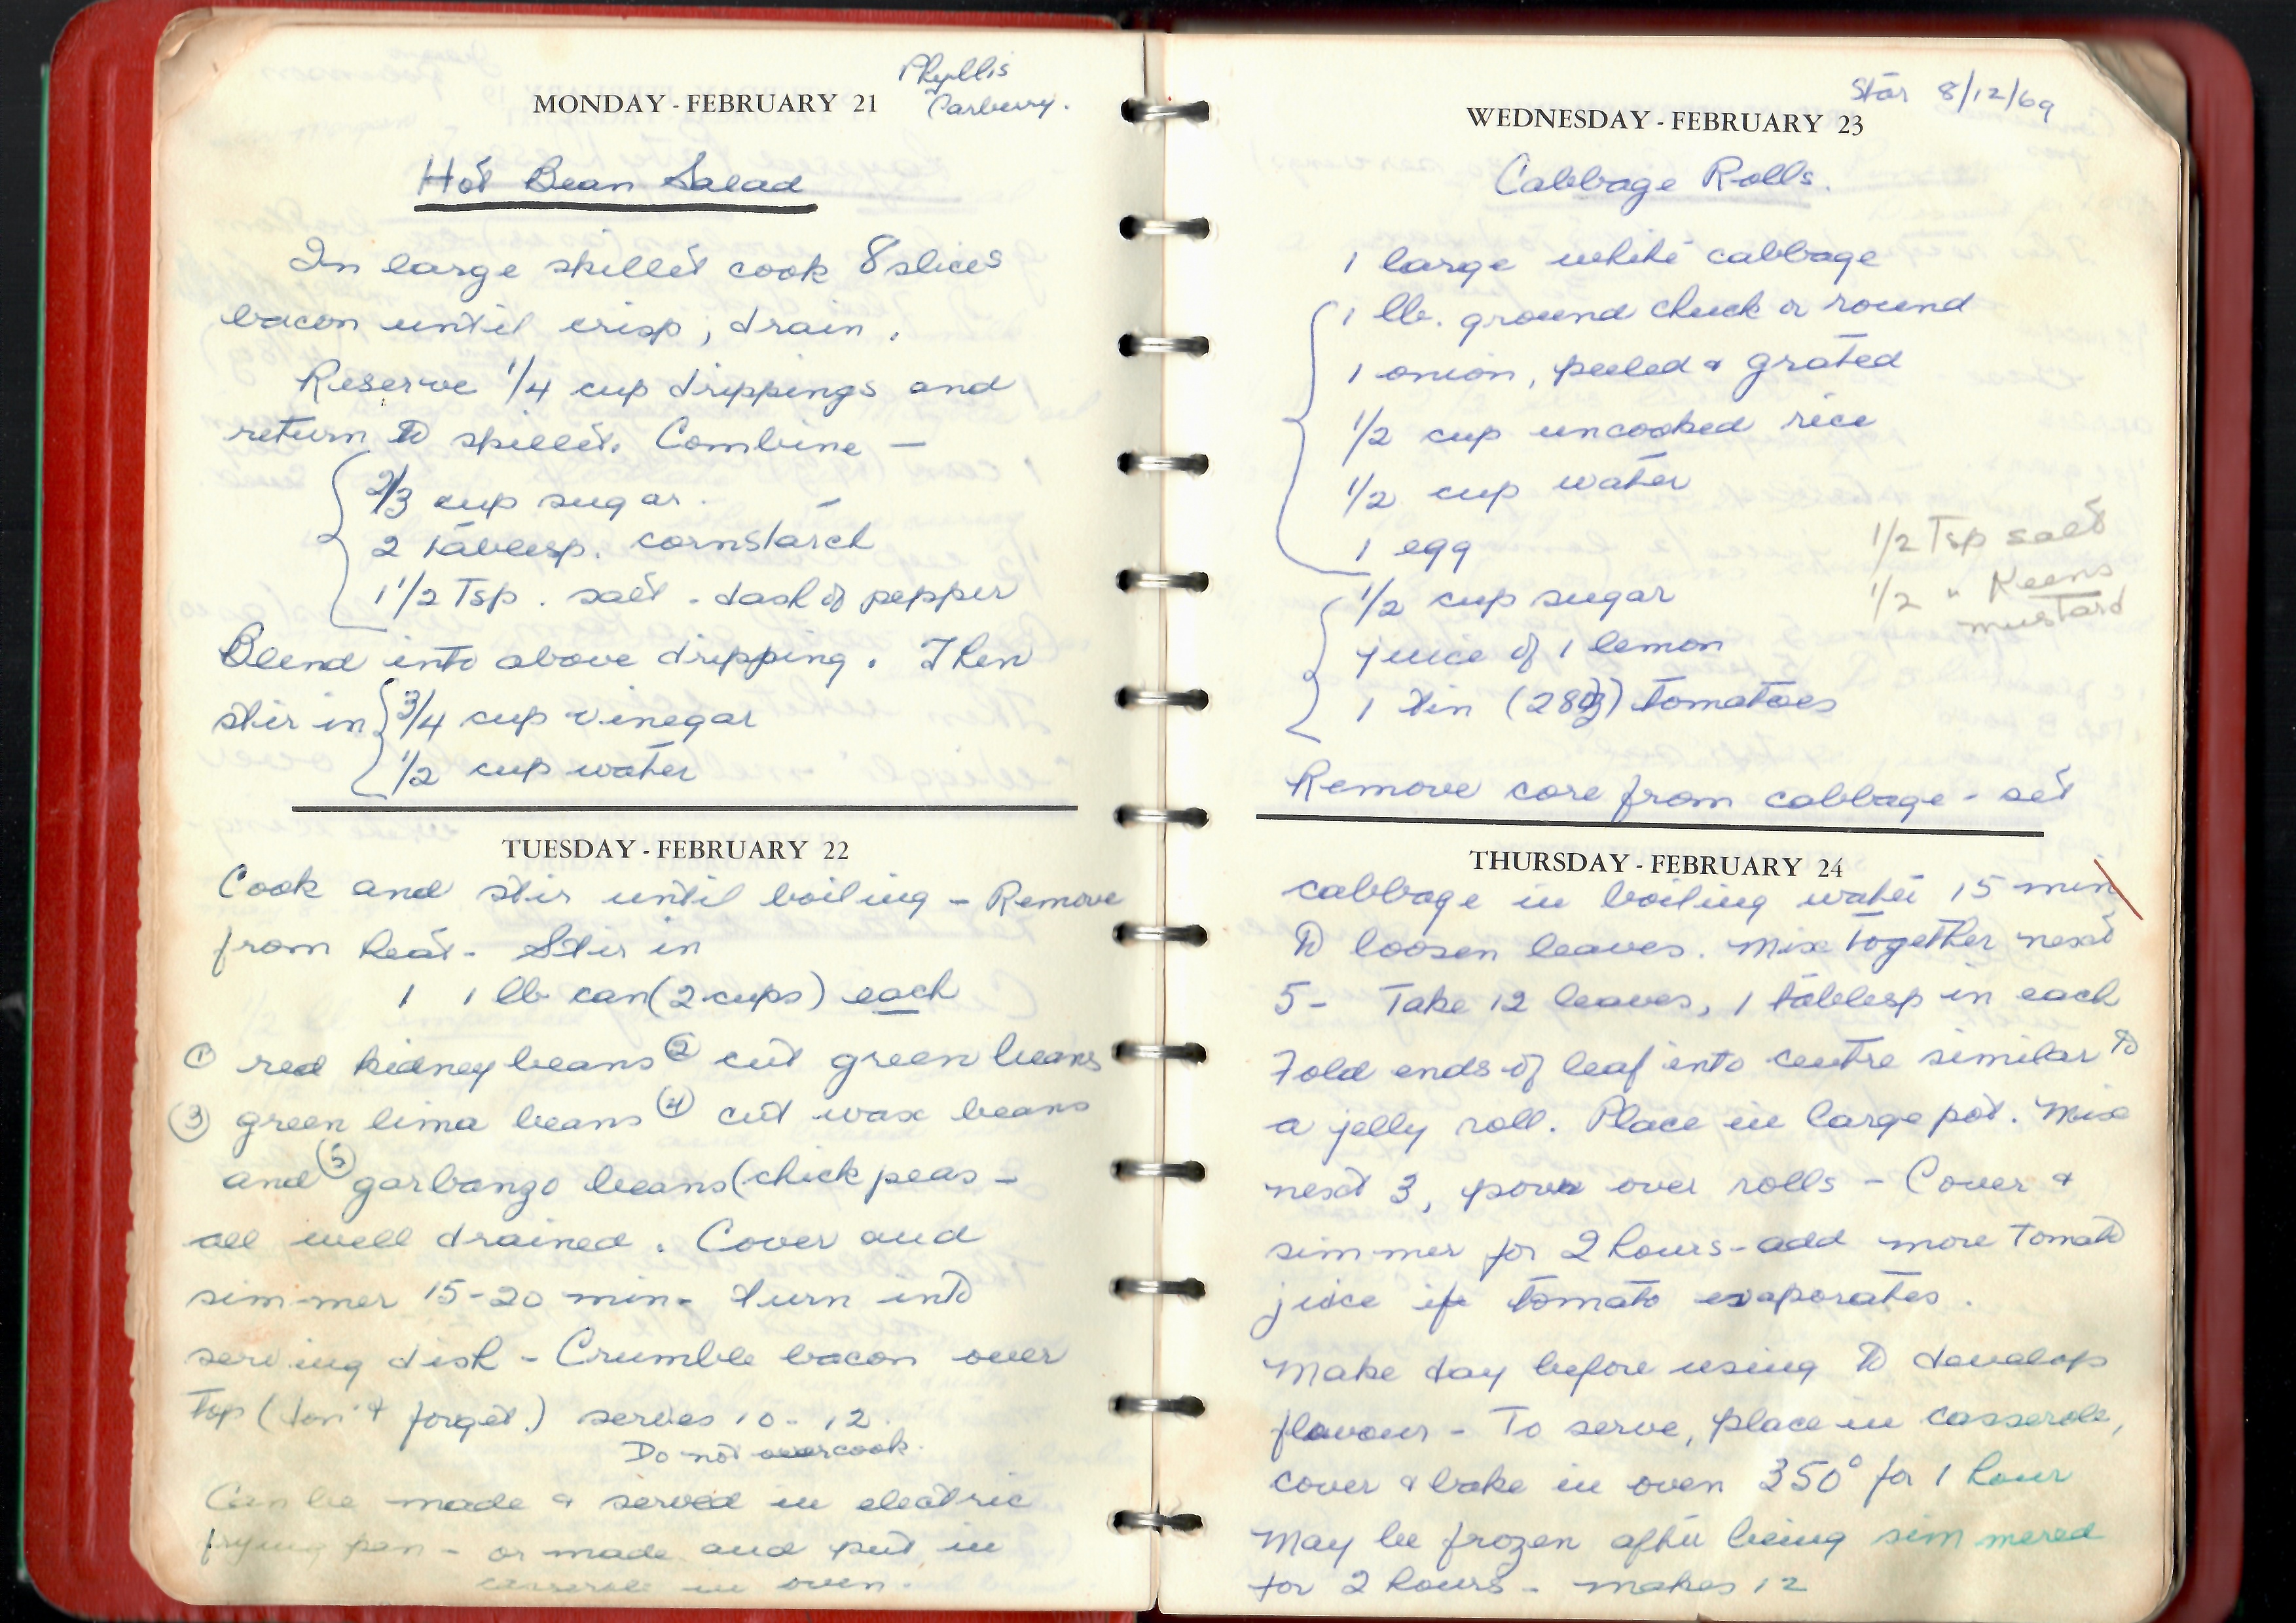 MONDAY - FEBRUARY 21
Phyllis
Carberry.
Hot Bean Salad
In large skillet cook 8 slices
bacon until crisp, drain.
Reserve 1/4 cup drippings and
return to skillet. Combine -
2/3 cup sugar.
2 tablesp. cornstarch
1 1/2 Tsp. salt - dash of pepper
Blend into above dripping. Then
stir in 3/4 cup vinegar
1/2 cup water
TUESDAY - FEBRUARY 22
Cook and stir until boiling - Remove
from heat - Stir in
1 1 lb can (2 cups) each
① red kidney beans ② cut green beans
③ green lima beans ④ cut wax beans
and ⑤ garbanzo beans (chick peas -
all well drained. Cover and
simmer 15-20 min - turn into
serving dish - Crumble bacon over
top (don't forget.) serves 10-12.
Do not overcook.
Can be made & served in electric
frying pan - or made and put in
casserole in oven.
WEDNESDAY - FEBRUARY 23
Star 8/12/69
Cabbage Rolls.
1 large white cabbage
1 lb. ground chuck or round
1 onion, peeled & grated
1/2 cup uncooked rice
1/2 cup water
1 egg
1/2 Tsp salt
1/2 " Keens
mustard
1/2 cup sugar
juice of 1 lemon
1 tin (28 oz) tomatoes
Remove core from cabbage - set
THURSDAY - FEBRUARY 24
cabbage in boiling water 15 min
to loosen leaves. Mix together next
5 - Take 12 leaves, 1 tablesp in each
Fold ends of leaf into centre similar to
a jelly roll. Place in large pot. Mix
next 3, pour over rolls - Cover &
simmer for 2 hours - add more tomato
juice if tomato evaporates.
Make day before using to develop
flavour - To serve, place in casserole,
cover & bake in oven 350° for 1 hour
May be frozen after being simmered
for 2 hours - makes 12